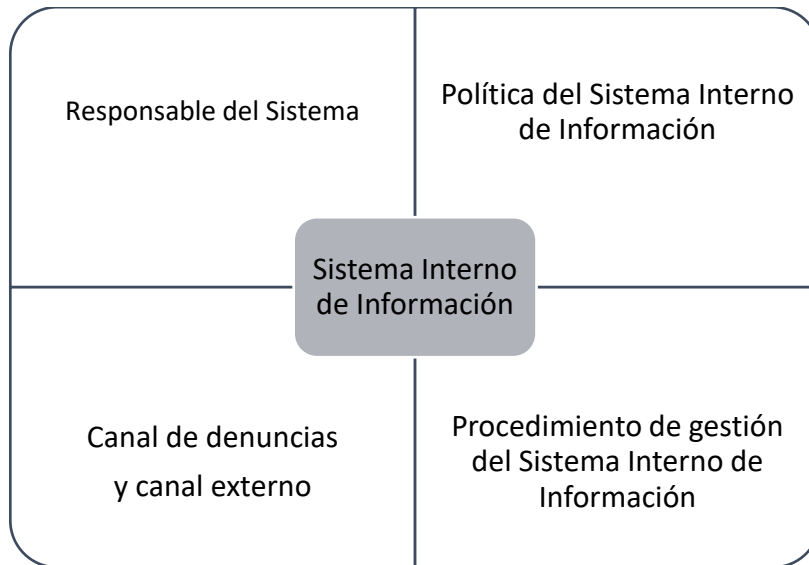 Responsable del Sistema
Política del Sistema Interno
de Información
Sistema Interno
de Información
Canal de denuncias
y canal externo
Procedimiento de gestión
del Sistema Interno de
Información